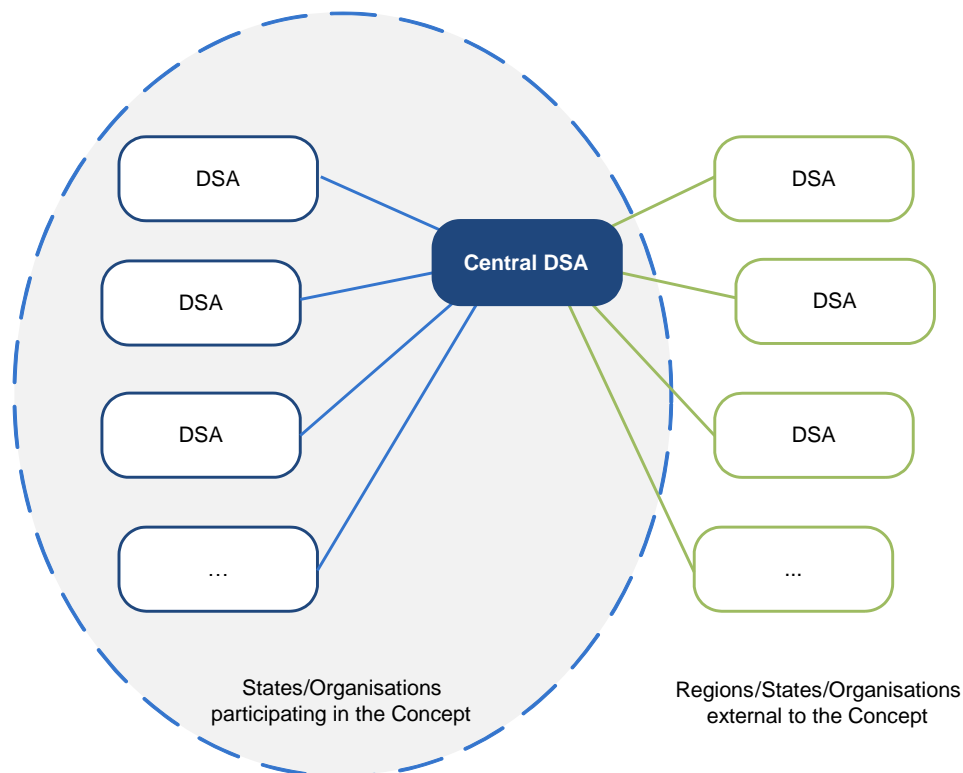 DSA
DSA
Central DSA
DSA
DSA
DSA
DSA
…
...
States/Organisations
participating in the Concept
Regions/States/Organisations
external to the Concept